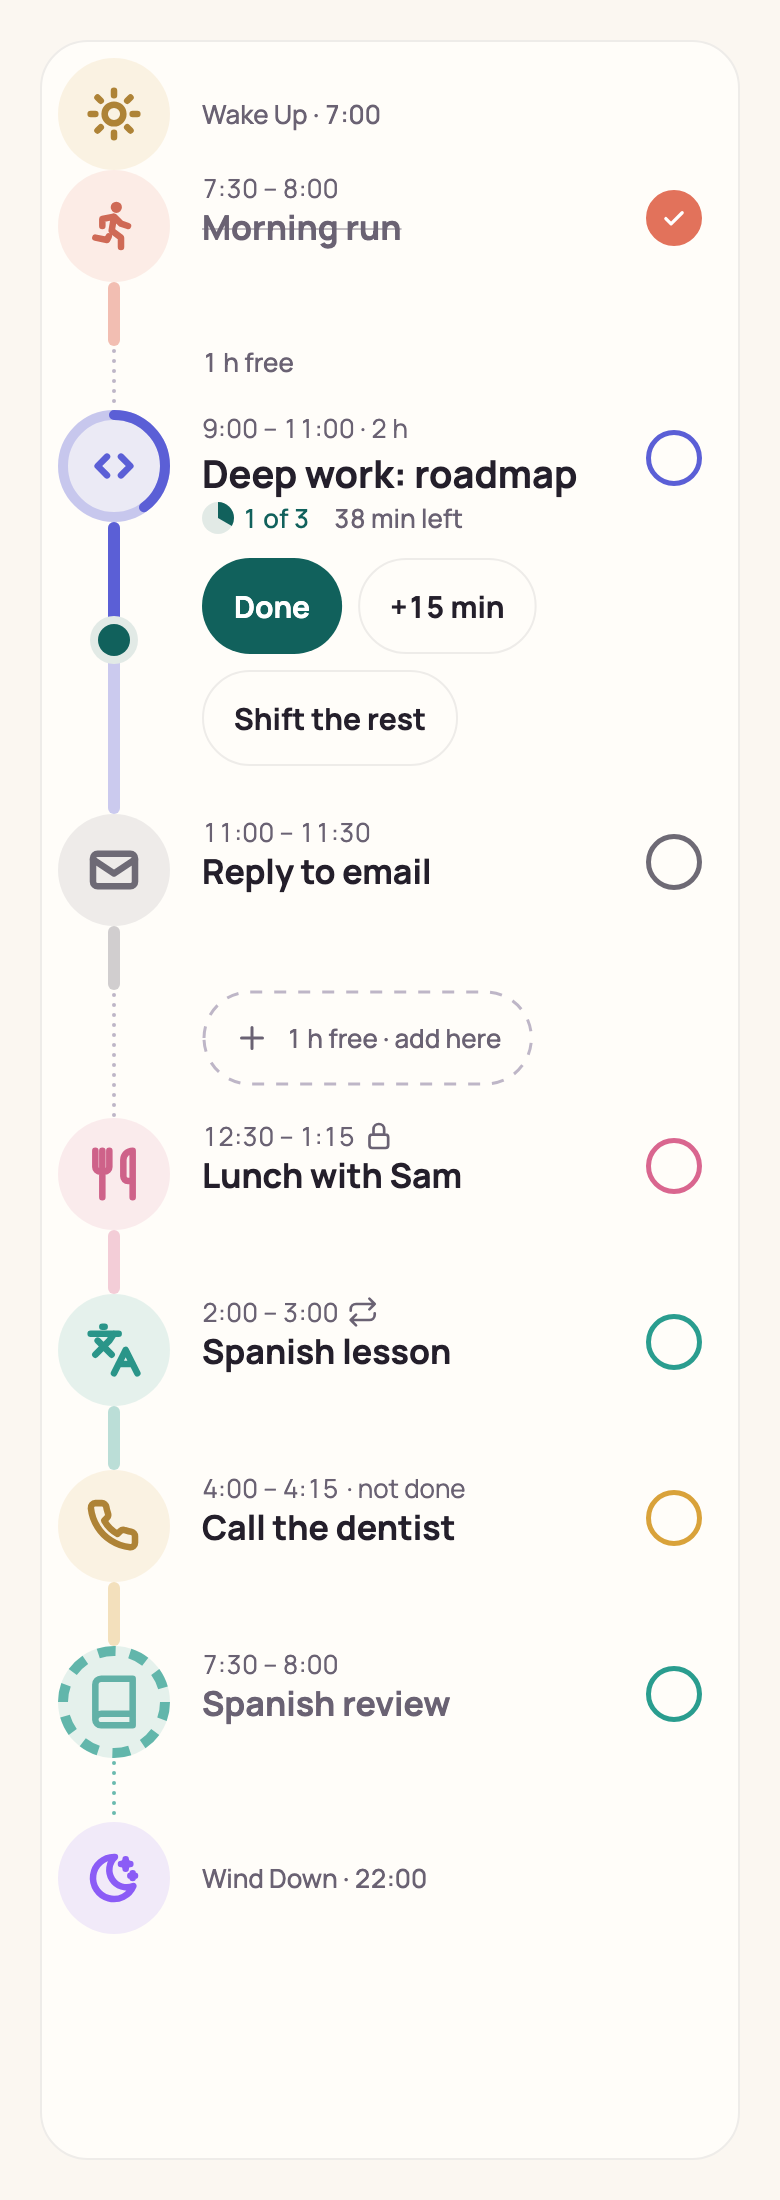 Wake Up · 7:00
7:30 – 8:00
Morning run
1 h free
9:00 – 11:00 · 2 h
Deep work: roadmap
1 of 3 38 min left
Done +15 min
Shift the rest
11:00 – 11:30
Reply to email
1 h free · add here
12:30 – 1:15
Lunch with Sam
2:00 – 3:00
Spanish lesson
4:00 – 4:15 · not done
Call the dentist
7:30 – 8:00
Spanish review
Wind Down · 22:00